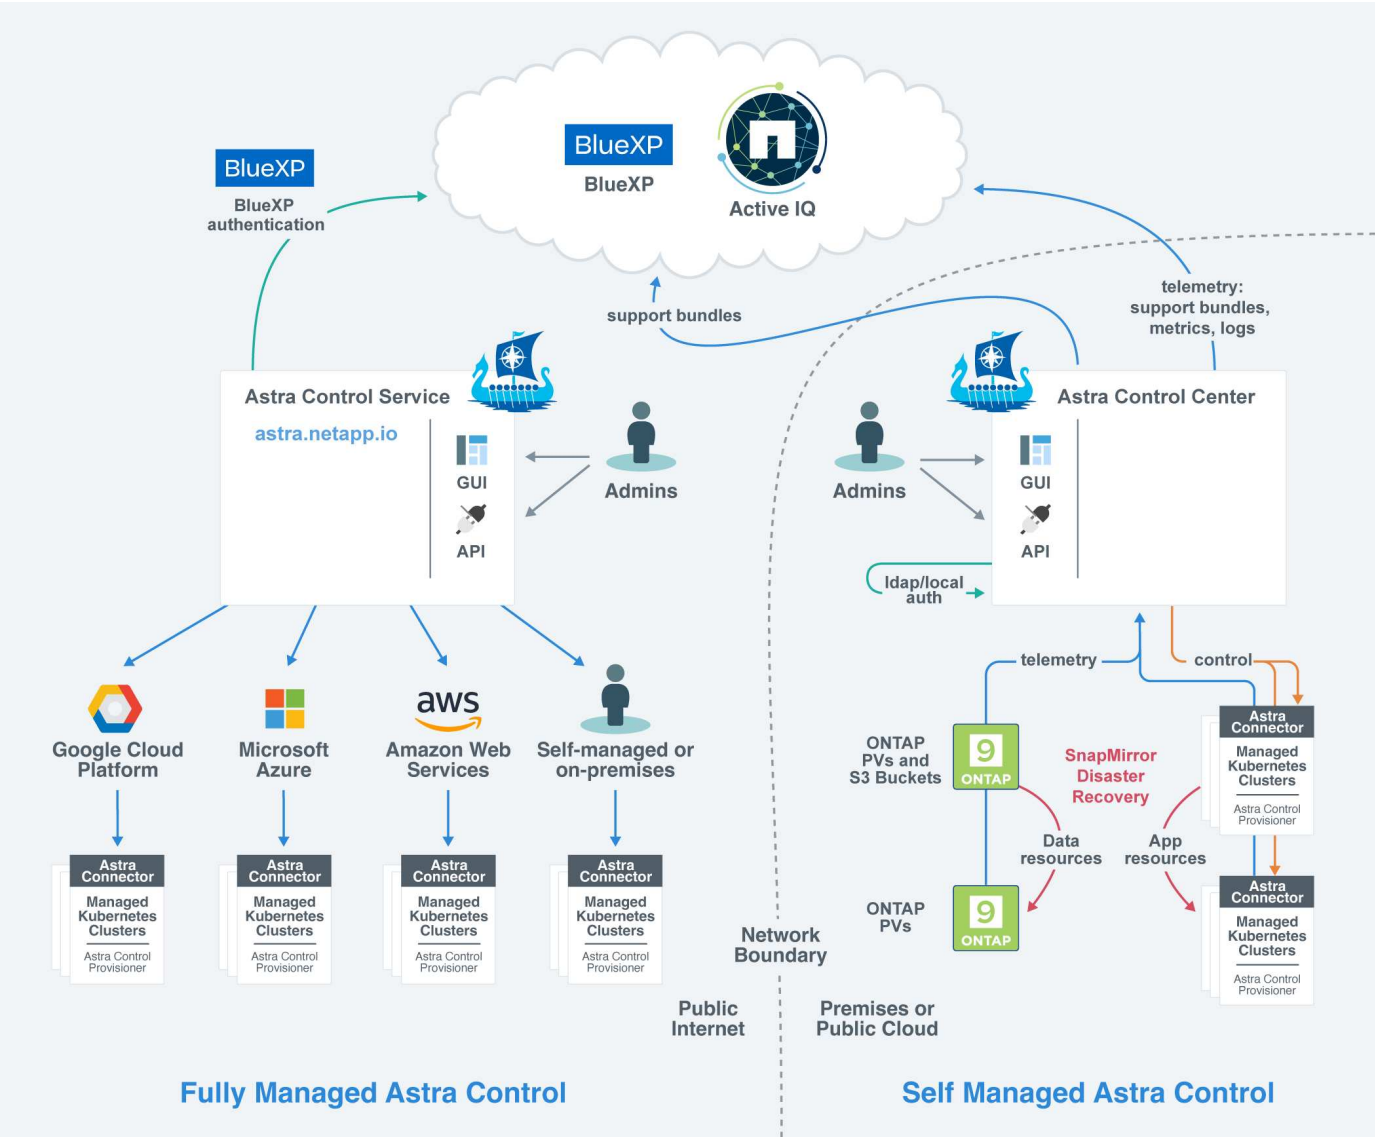 BlueXP
BlueXP
Active IQ
BlueXP
BlueXP
authentication
support bundles
telemetry:
support bundles,
metrics, logs
Astra Control Service
astra.netapp.io
GUI
API
Admins
Admins
Astra Control Center
GUI
API
ldap/local
auth
Google Cloud
Platform
Microsoft
Azure
aws
Amazon Web
Services
Self-managed or
on-premises
Astra
Connector
Managed
Kubernetes
Clusters
Astra Control
Provisioner
Astra
Connector
Managed
Kubernetes
Clusters
Astra Control
Provisioner
Astra
Connector
Managed
Kubernetes
Clusters
Astra Control
Provisioner
Astra
Connector
Managed
Kubernetes
Clusters
Astra Control
Provisioner
telemetry
control
ONTAP
PVs and
S3 Buckets
9
ONTAP
SnapMirror
Disaster
Recovery
Astra
Connector
Managed
Kubernetes
Clusters
Astra Control
Provisioner
Data
resources
App
resources
ONTAP
PVs
9
ONTAP
Astra
Connector
Managed
Kubernetes
Clusters
Astra Control
Provisioner
Network
Boundary
Public
Internet
Premises or
Public Cloud
Fully Managed Astra Control
Self Managed Astra Control